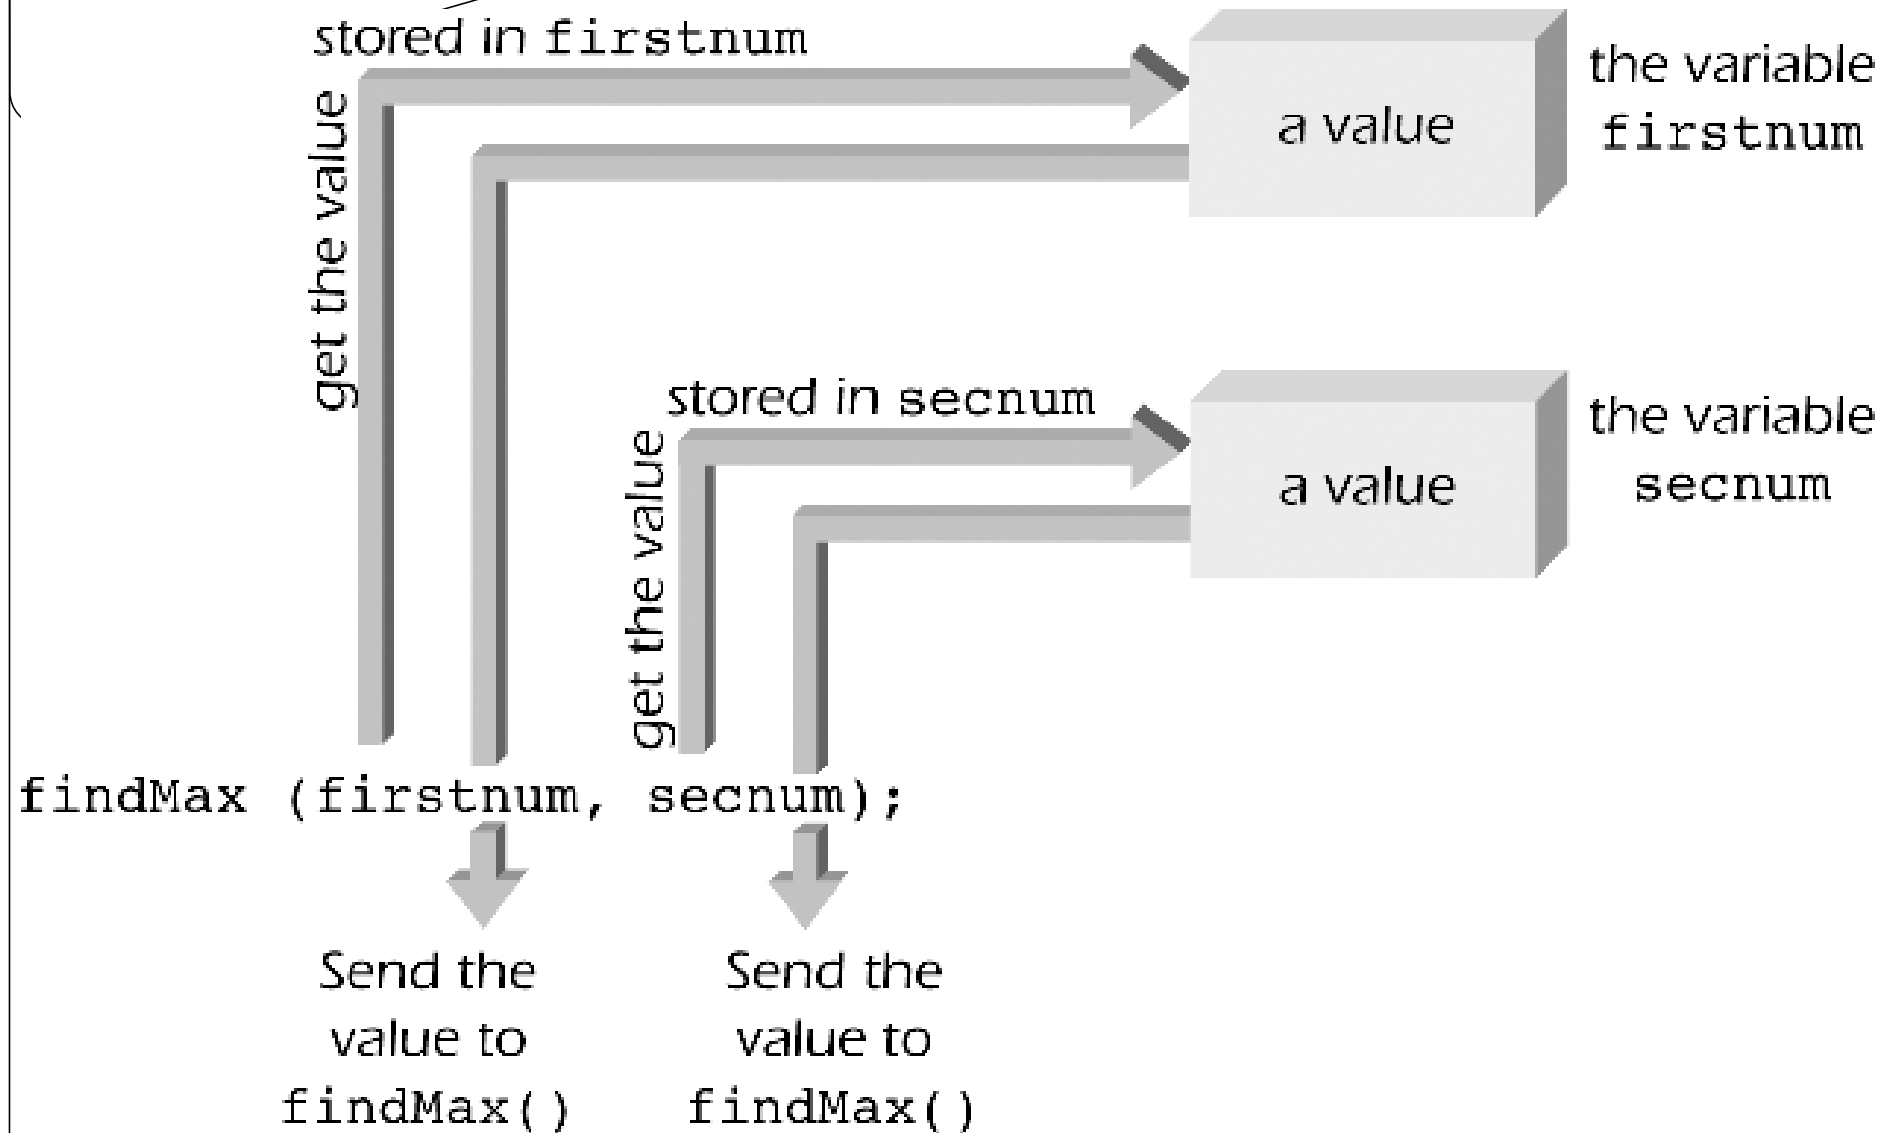 stored in firstnum
get the value
a value
the variable
firstnum
stored in secnum
get the value
a value
the variable
secnum
findMax (firstnum, secnum);
Send the
value to
findMax()
Send the
value to
findMax()